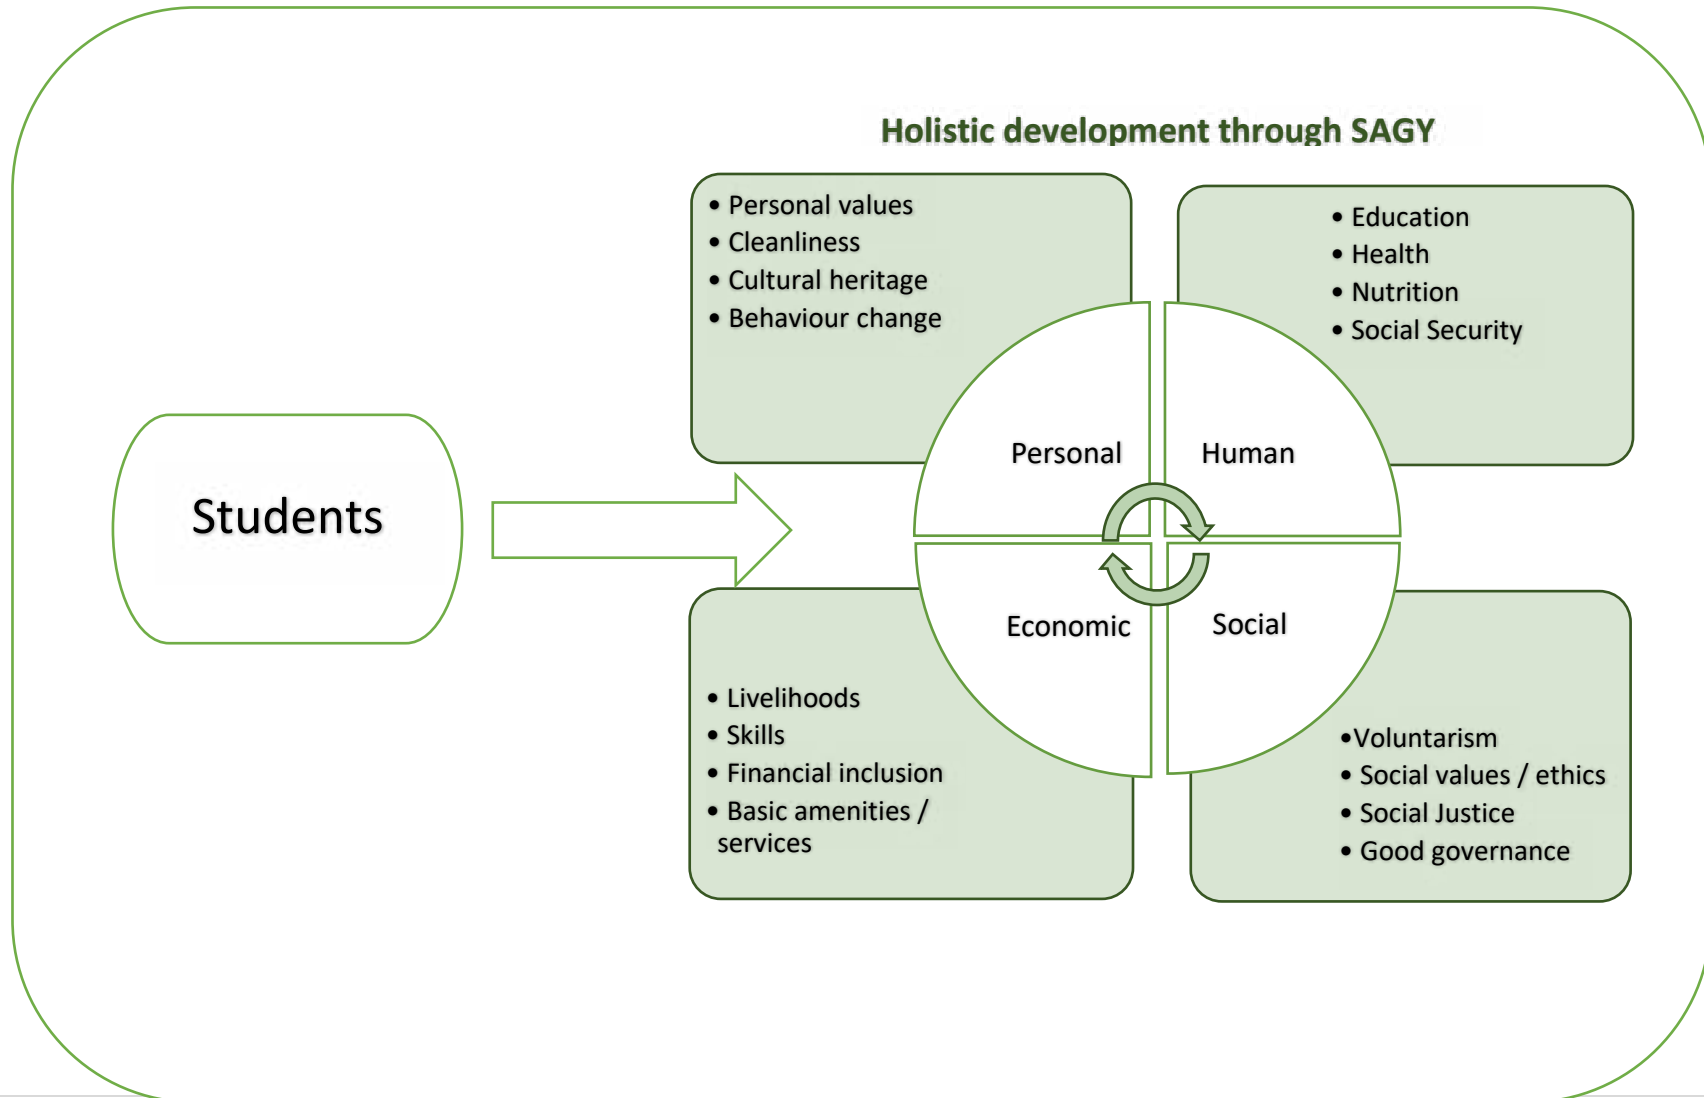 Holistic development through SAGY
• Personal values
• Cleanliness
• Cultural heritage
• Behaviour change
• Education
• Health
• Nutrition
• Social Security
Students
Personal
Human
Economic
Social
• Livelihoods
• Skills
• Financial inclusion
• Basic amenities /
services
•Voluntarism
• Social values / ethics
• Social Justice
• Good governance